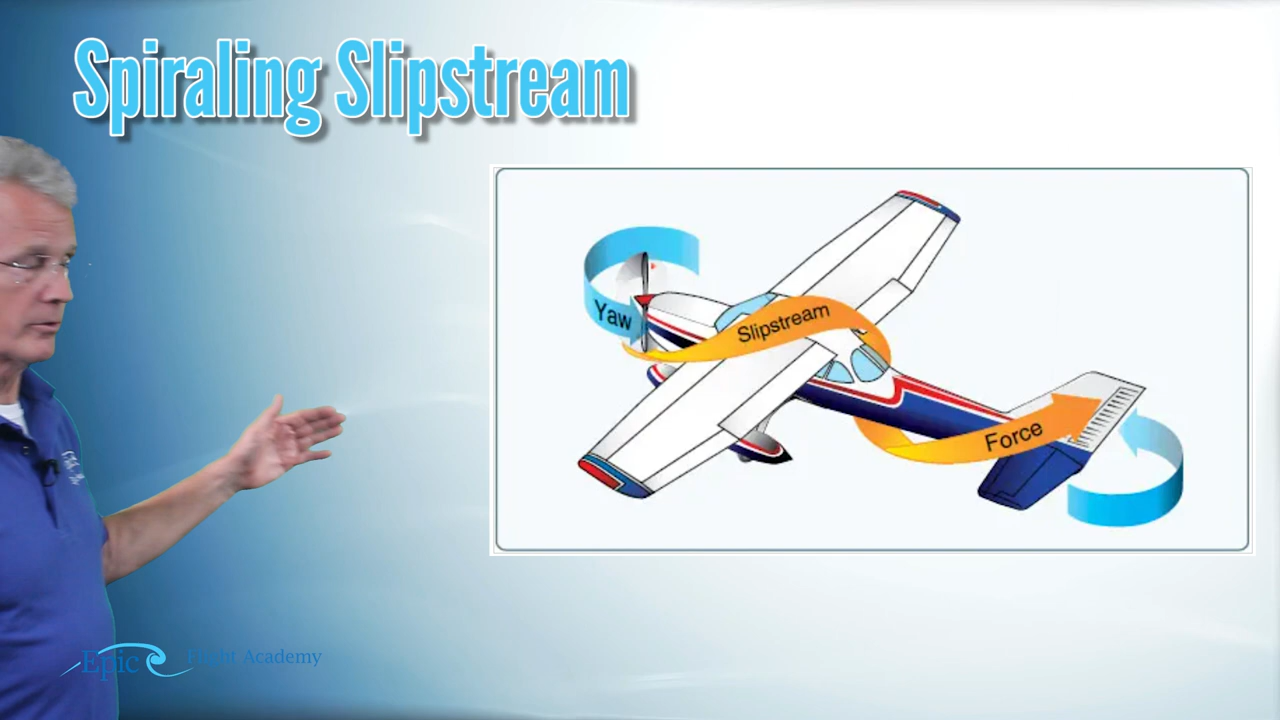 Spiraling Slipstream
Yaw
Slipstream
Force
Epic Flight Academy